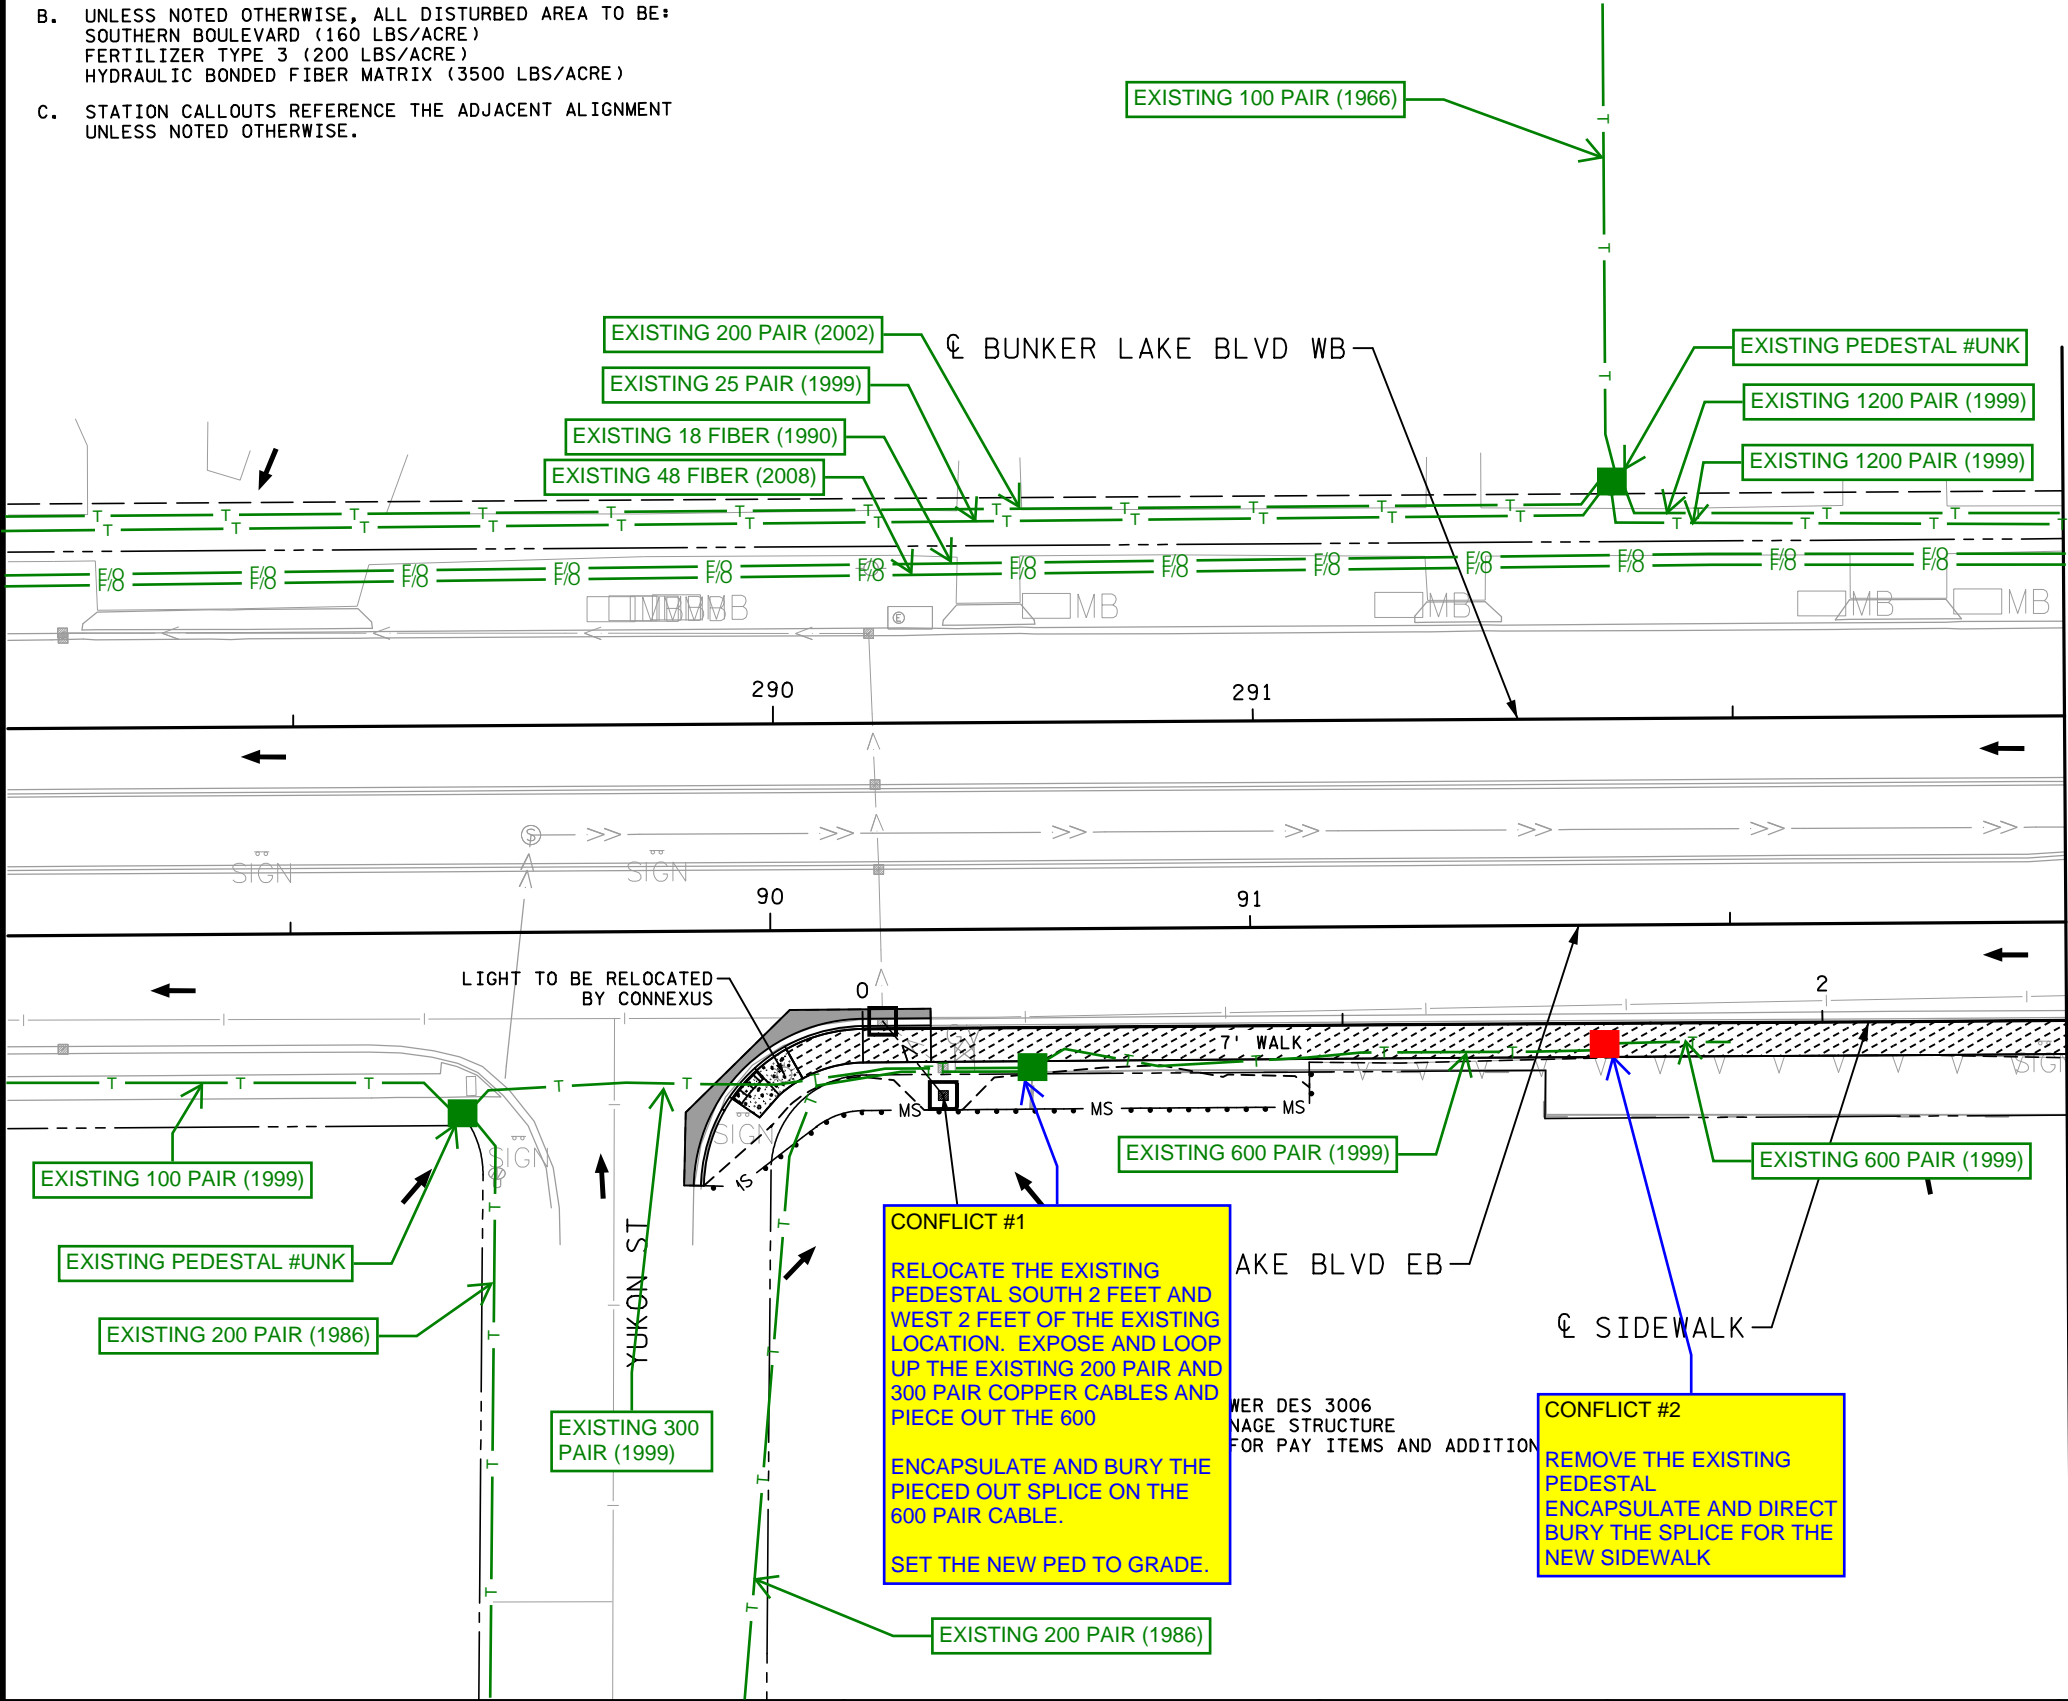 B. UNLESS NOTED OTHERWISE, ALL DISTURBED AREA TO BE:
SOUTHERN BOULEVARD (160 LBS/ACRE)
FERTILIZER TYPE 3 (200 LBS/ACRE)
HYDRAULIC BONDED FIBER MATRIX (3500 LBS/ACRE)
C. STATION CALLOUTS REFERENCE THE ADJACENT ALIGNMENT
UNLESS NOTED OTHERWISE.
EXISTING 100 PAIR (1966)
EXISTING 200 PAIR (2002)
℄ BUNKER LAKE BLVD WB
EXISTING PEDESTAL #UNK
EXISTING 25 PAIR (1999)
EXISTING 1200 PAIR (1999)
EXISTING 18 FIBER (1990)
EXISTING 1200 PAIR (1999)
EXISTING 48 FIBER (2008)
T T T T T T T T T T T T T T T
T T T T T T T T T T T T T T T
F/O F/O F/O F/O F/O F/O F/O F/O F/O F/O F/O F/O F/O
F/O F/O F/O F/O F/O F/O F/O F/O F/O F/O F/O F/O F/O
MB MB MB MB MB
E
290 291
S
SIGN SIGN
90 91
LIGHT TO BE RELOCATED
BY CONNEXUS
0 2
7' WALK
T T T T T T T T T T T T
SIGN
MS MS MS
SIGN
SIGN
EXISTING 600 PAIR (1999)
EXISTING 600 PAIR (1999)
EXISTING 100 PAIR (1999)
EXISTING PEDESTAL #UNK
YUKON ST
AKE BLVD EB
EXISTING 200 PAIR (1986)
℄ SIDEWALK
CONFLICT #1
RELOCATE THE EXISTING
PEDESTAL SOUTH 2 FEET AND
WEST 2 FEET OF THE EXISTING
LOCATION. EXPOSE AND LOOP
UP THE EXISTING 200 PAIR AND
300 PAIR COPPER CABLES AND
PIECE OUT THE 600
ENCAPSULATE AND BURY THE
PIECED OUT SPLICE ON THE
600 PAIR CABLE.
SET THE NEW PED TO GRADE.
WER DES 3006
NAGE STRUCTURE
FOR PAY ITEMS AND ADDITION
CONFLICT #2
REMOVE THE EXISTING
PEDESTAL
ENCAPSULATE AND DIRECT
BURY THE SPLICE FOR THE
NEW SIDEWALK
EXISTING 300
PAIR (1999)
EXISTING 200 PAIR (1986)